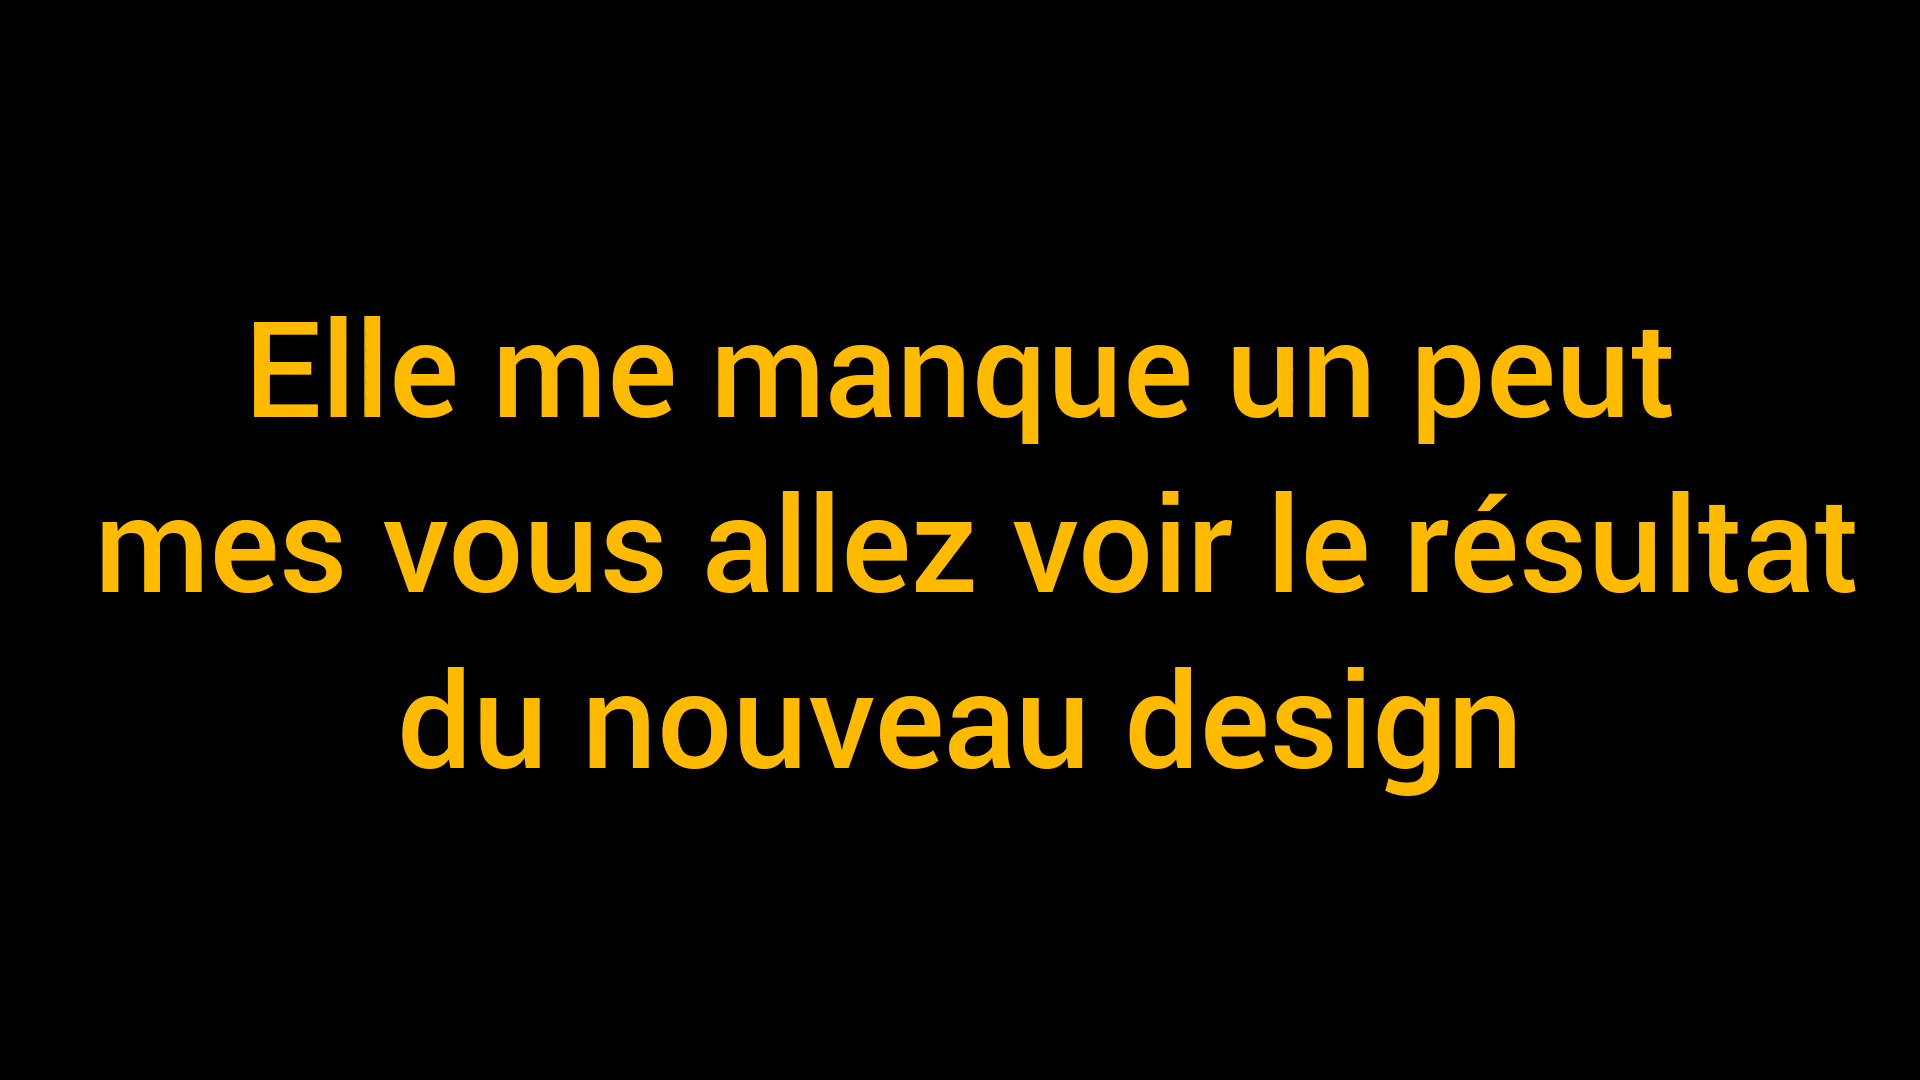 Elle me manque un peut
mes vous allez voir le résultat
du nouveau design